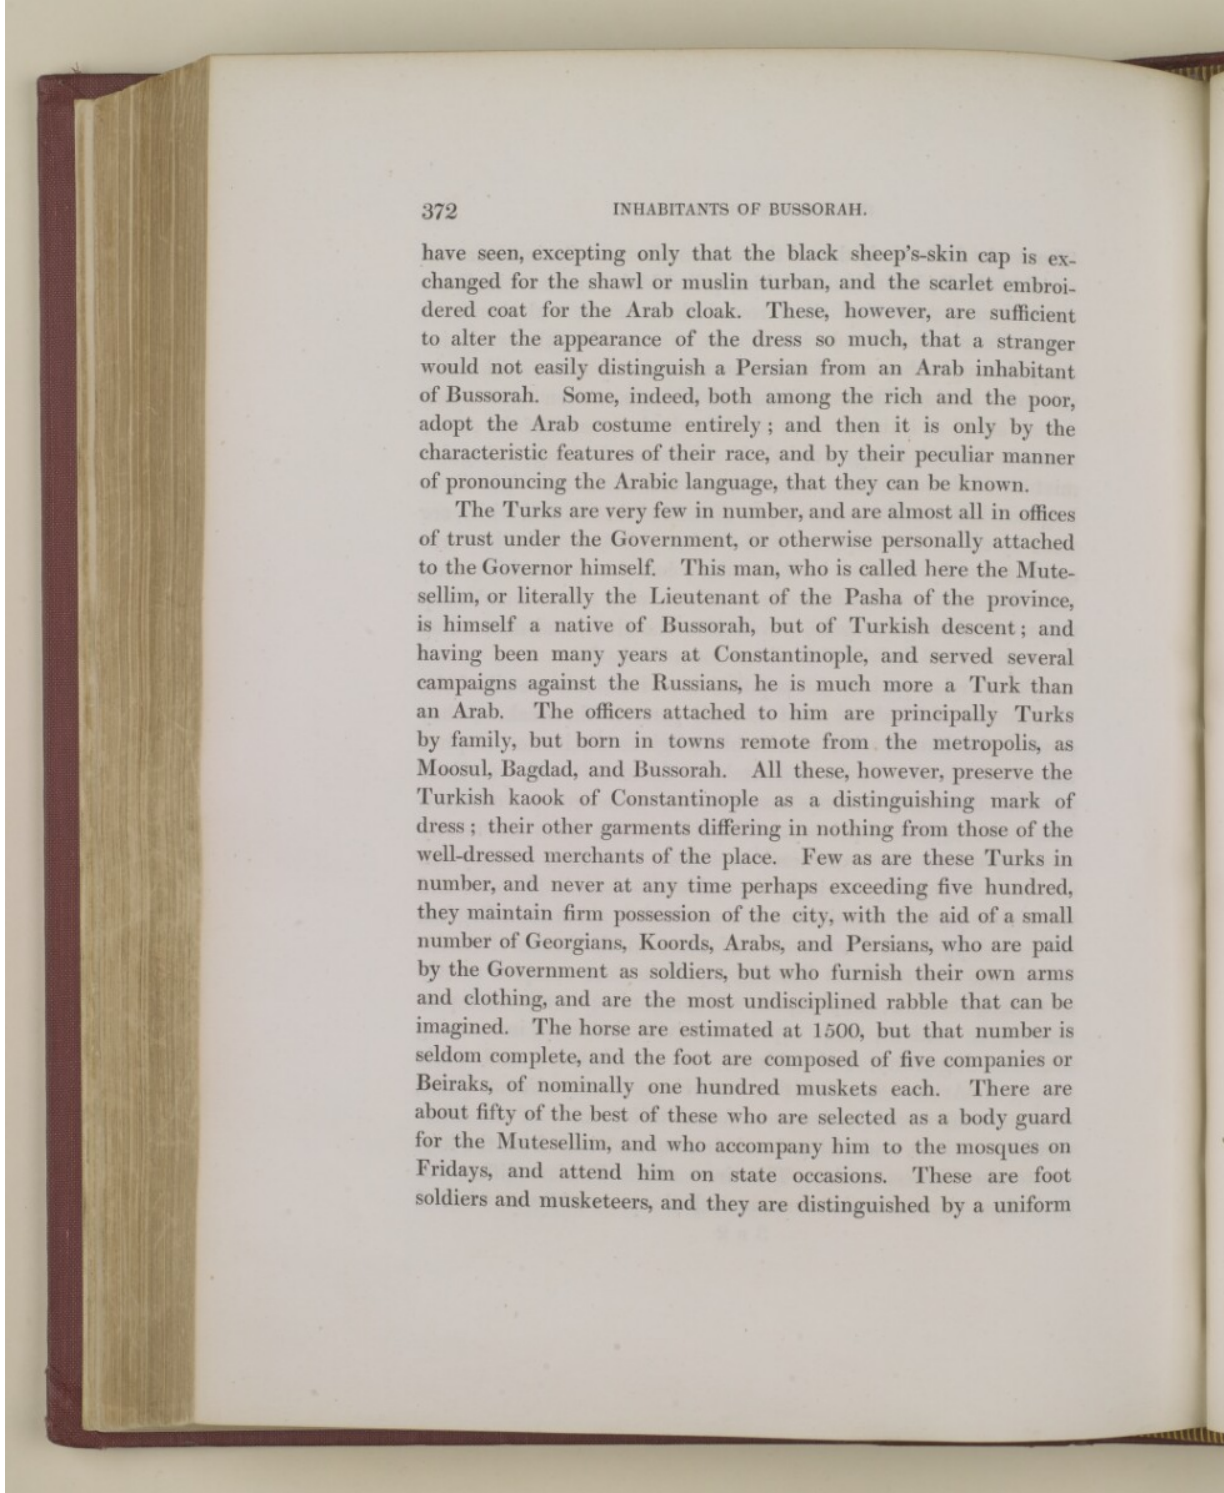 372 INHABITANTS OF BUSSORAH.
have seen, excepting only that the black sheep's-skin cap is ex-
changed for the shawl or muslin turban, and the scarlet embroi-
dered coat for the Arab cloak. These, however, are sufficient
to alter the appearance of the dress so much, that a stranger
would not easily distinguish a Persian from an Arab inhabitant
of Bussorah. Some, indeed, both among the rich and the poor,
adopt the Arab costume entirely ; and then it is only by the
characteristic features of their race, and by their peculiar manner
of pronouncing the Arabic language, that they can be known.
The Turks are very few in number, and are almost all in offices
of trust under the Government, or otherwise personally attached
to the Governor himself. This man, who is called here the Mute-
sellim, or literally the Lieutenant of the Pasha of the province,
is himself a native of Bussorah, but of Turkish descent ; and
having been many years at Constantinople, and served several
campaigns against the Russians, he is much more a Turk than
an Arab. The officers attached to him are principally Turks
by family, but born in towns remote from the metropolis, as
Moosul, Bagdad, and Bussorah. All these, however, preserve the
Turkish kaook of Constantinople as a distinguishing mark of
dress ; their other garments differing in nothing from those of the
well-dressed merchants of the place. Few as are these Turks in
number, and never at any time perhaps exceeding five hundred,
they maintain firm possession of the city, with the aid of a small
number of Georgians, Koords, Arabs, and Persians, who are paid
by the Government as soldiers, but who furnish their own arms
and clothing, and are the most undisciplined rabble that can be
imagined. The horse are estimated at 1500, but that number is
seldom complete, and the foot are composed of five companies or
Beiraks, of nominally one hundred muskets each. There are
about fifty of the best of these who are selected as a body guard
for the Mutesellim, and who accompany him to the mosques on
Fridays, and attend him on state occasions. These are foot
soldiers and musketeers, and they are distinguished by a uniform